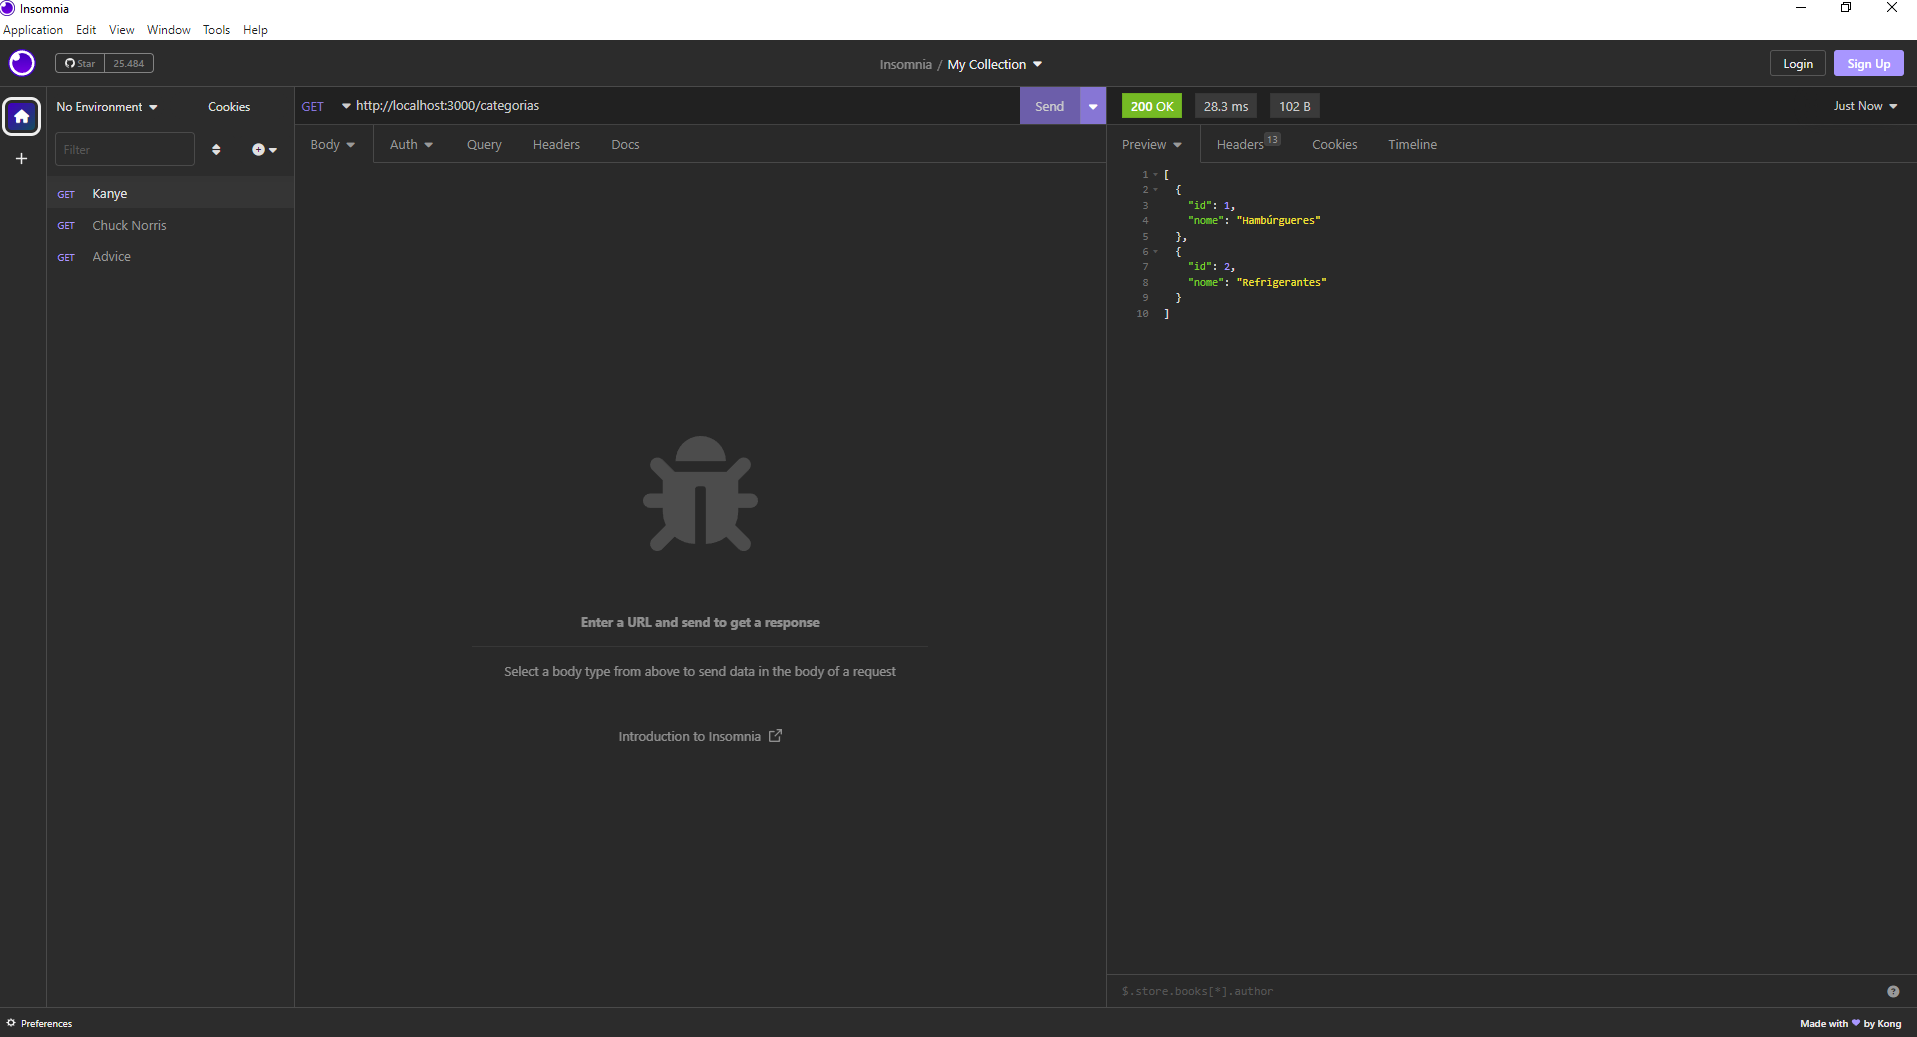 Insomnia
Application Edit View Window Tools Help
Star 25.484
Insomnia / My Collection
Login Sign Up
No Environment Cookies
Filter
GET Kanye
GET Chuck Norris
GET Advice
GET http://localhost:3000/categorias Send
Body Auth Query Headers Docs
Enter a URL and send to get a response
Select a body type from above to send data in the body of a request
Introduction to Insomnia
200 OK 28.3 ms 102 B Just Now
Preview Headers 13 Cookies Timeline
1 [
2 {
3 "id": 1,
4 "nome": "Hambúrgueres"
5 },
6 {
7 "id": 2,
8 "nome": "Refrigerantes"
9 }
10 ]
$.store.books[*].author ?
Preferences
Made with 💜 by Kong